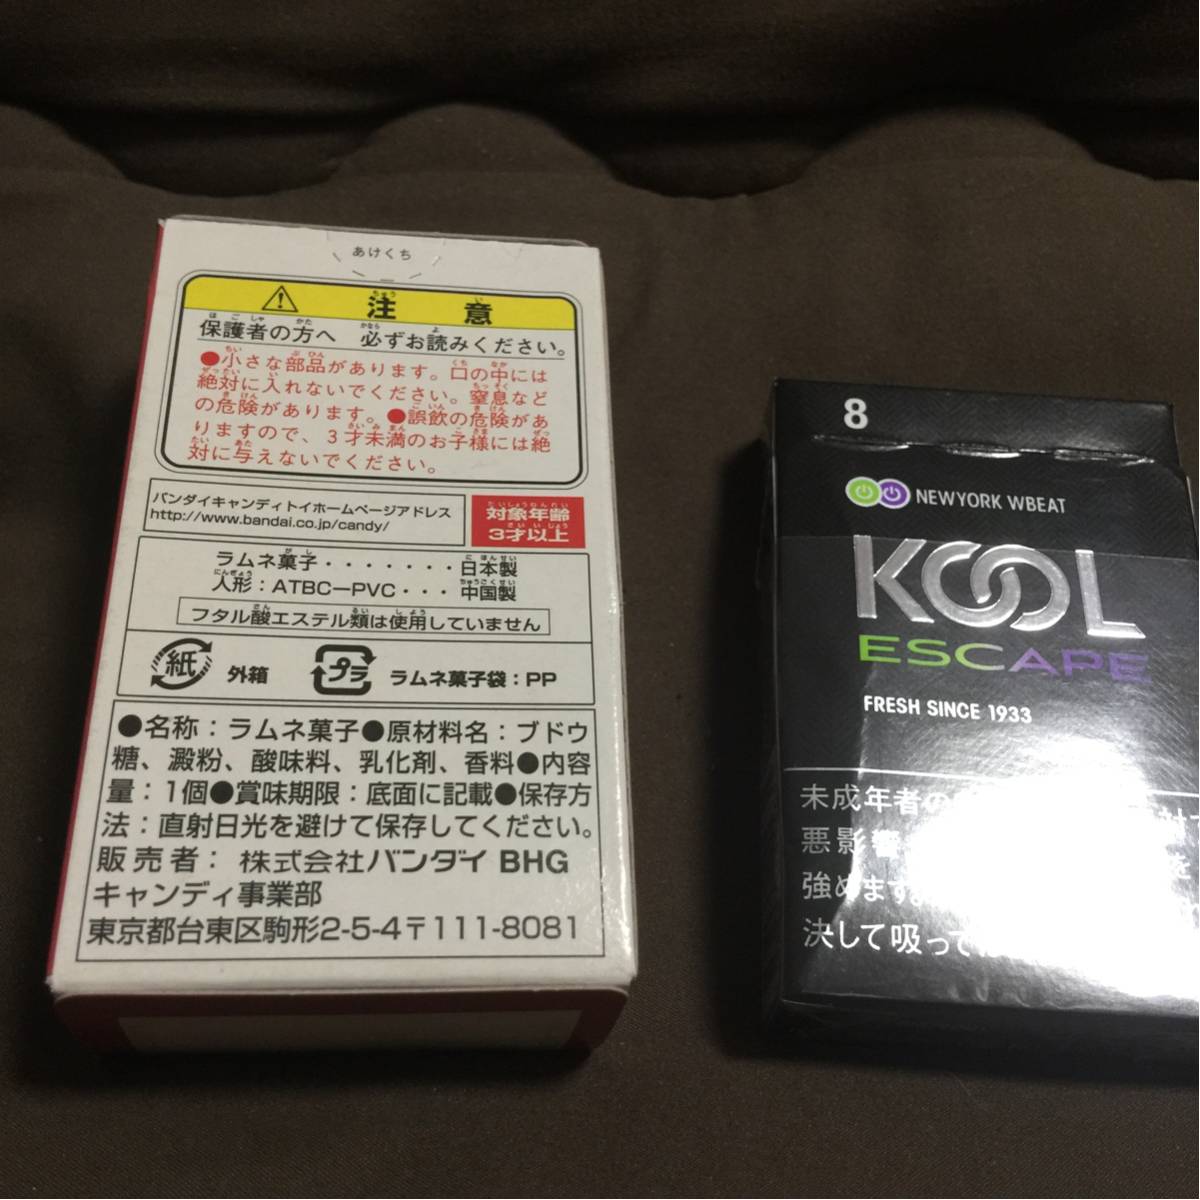 あけくち
注意
保護者の方へ 必ずお読みください。
●小さな部品があります。口の中には
絶対に入れないでください。窒息など
の危険があります。●誤飲の危険があ
りますので、3才未満のお子様には絶
対に与えないでください。
バンダイキャンディトイホームページアドレス
http://www.bandai.co.jp/candy/
対象年齢
3才以上
ラムネ菓子・・・・・・・日本製
人形：ATBC－PVC・・・中国製
フタル酸エステル類は使用していません
紙 外箱 プラ ラムネ菓子袋：PP
●名称：ラムネ菓子●原材料名：ブドウ
糖、澱粉、酸味料、乳化剤、香料●内容
量：1個●賞味期限：底面に記載●保存方
法：直射日光を避けて保存してください。
販売者：株式会社バンダイ BHG
キャンディ事業部
東京都台東区駒形2-5-4〒111-8081
8
NEWYORK WBEAT
KOOL
ESCAPE
FRESH SINCE 1933
未成年者の
悪影響
強めます
決して吸って